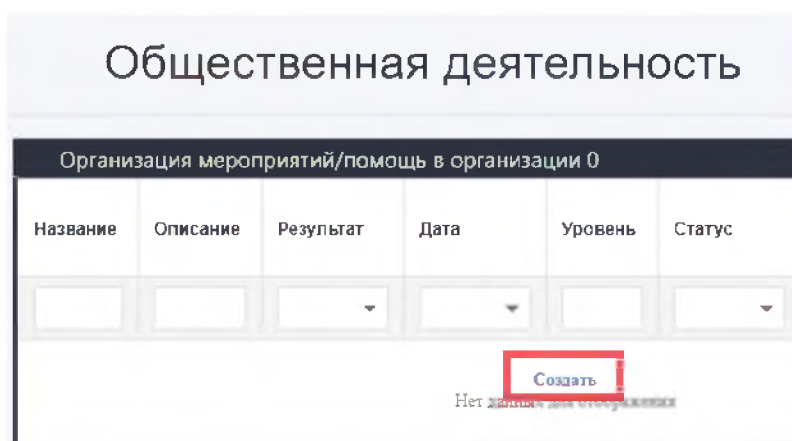 Общественная деятельность
Организация мероприятий/помощь в организации 0
Название Описание Результат Дата Уровень Статус
Создать
Нет данных для отображения